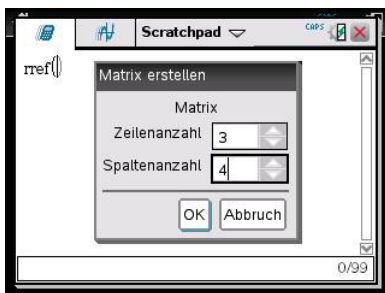 Scratchpad
CAPS
rref()
Matrix erstellen
Matrix
Zeilenanzahl 3
Spaltenanzahl 4
OK Abbruch
0/99